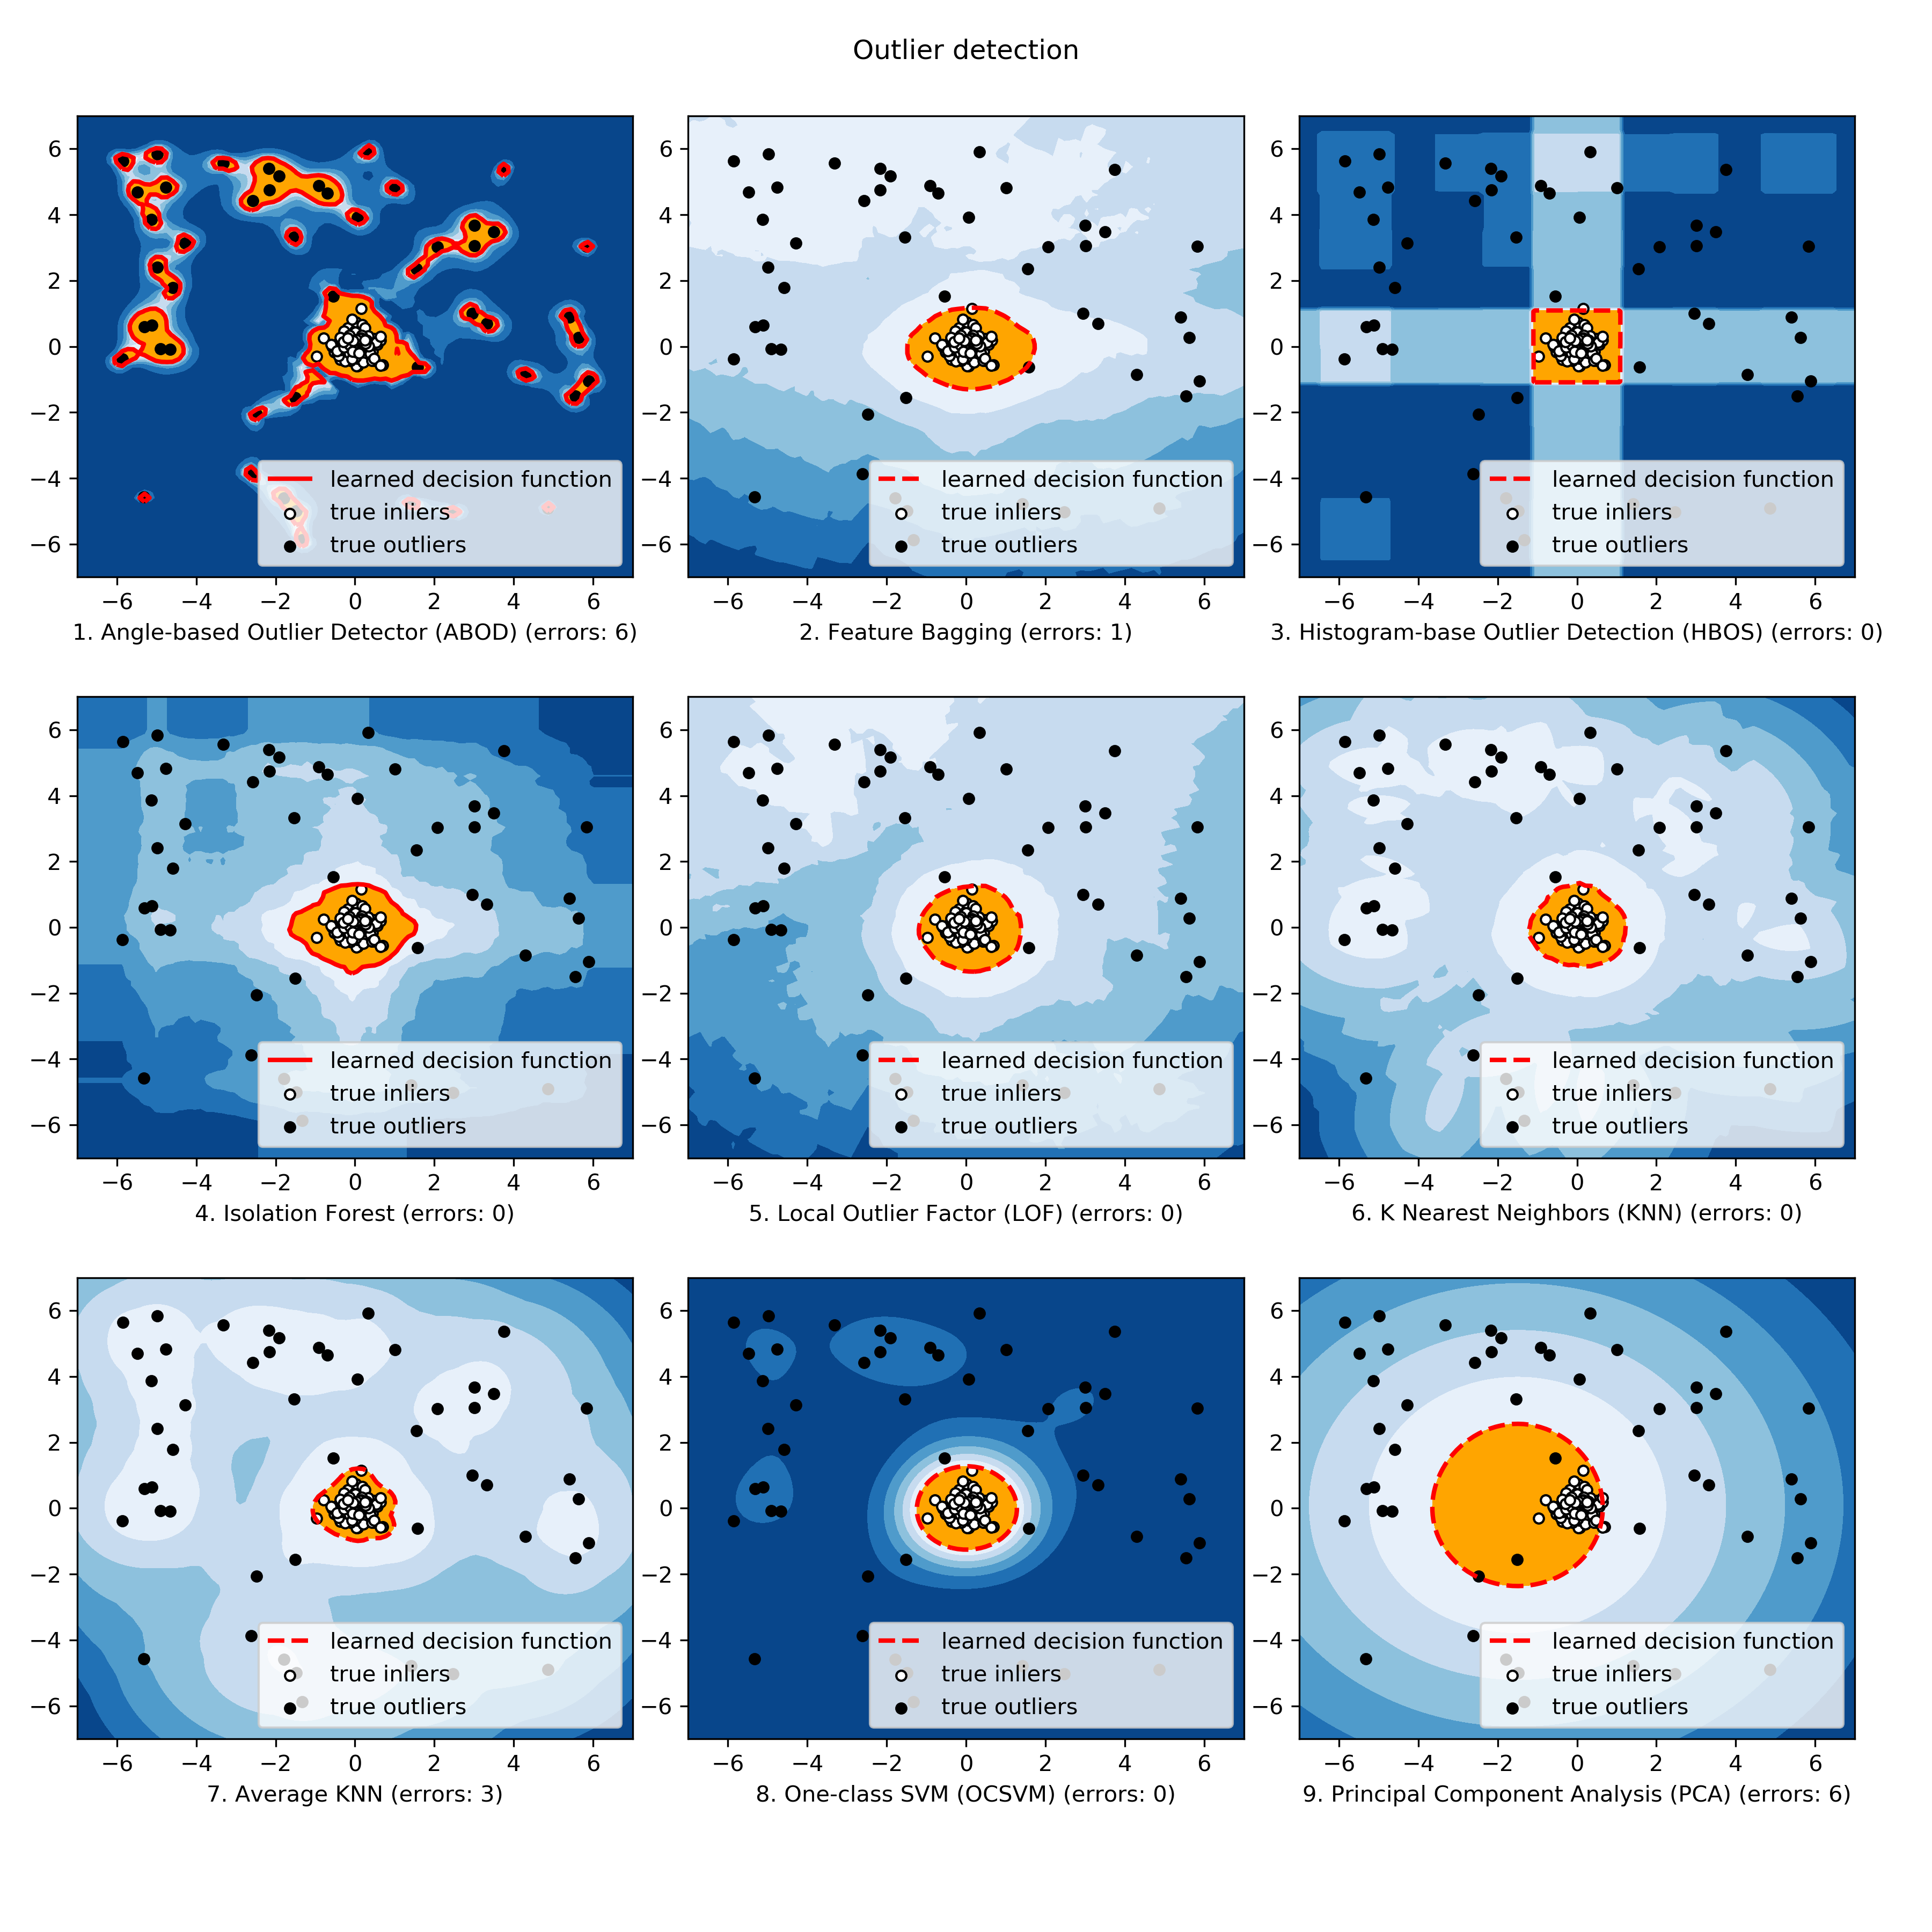 Outlier detection
6
4
2
0
−2
−4
−6
learned decision function
true inliers
true outliers
−6 −4 −2 0 2 4 6
1. Angle-based Outlier Detector (ABOD) (errors: 6)
6
4
2
0
−2
−4
−6
learned decision function
true inliers
true outliers
−6 −4 −2 0 2 4 6
2. Feature Bagging (errors: 1)
6
4
2
0
−2
−4
−6
learned decision function
true inliers
true outliers
−6 −4 −2 0 2 4 6
3. Histogram-base Outlier Detection (HBOS) (errors: 0)
6
4
2
0
−2
−4
−6
learned decision function
true inliers
true outliers
−6 −4 −2 0 2 4 6
4. Isolation Forest (errors: 0)
6
4
2
0
−2
−4
−6
learned decision function
true inliers
true outliers
−6 −4 −2 0 2 4 6
5. Local Outlier Factor (LOF) (errors: 0)
6
4
2
0
−2
−4
−6
learned decision function
true inliers
true outliers
−6 −4 −2 0 2 4 6
6. K Nearest Neighbors (KNN) (errors: 0)
6
4
2
0
−2
−4
−6
learned decision function
true inliers
true outliers
−6 −4 −2 0 2 4 6
7. Average KNN (errors: 3)
6
4
2
0
−2
−4
−6
learned decision function
true inliers
true outliers
−6 −4 −2 0 2 4 6
8. One-class SVM (OCSVM) (errors: 0)
6
4
2
0
−2
−4
−6
learned decision function
true inliers
true outliers
−6 −4 −2 0 2 4 6
9. Principal Component Analysis (PCA) (errors: 6)